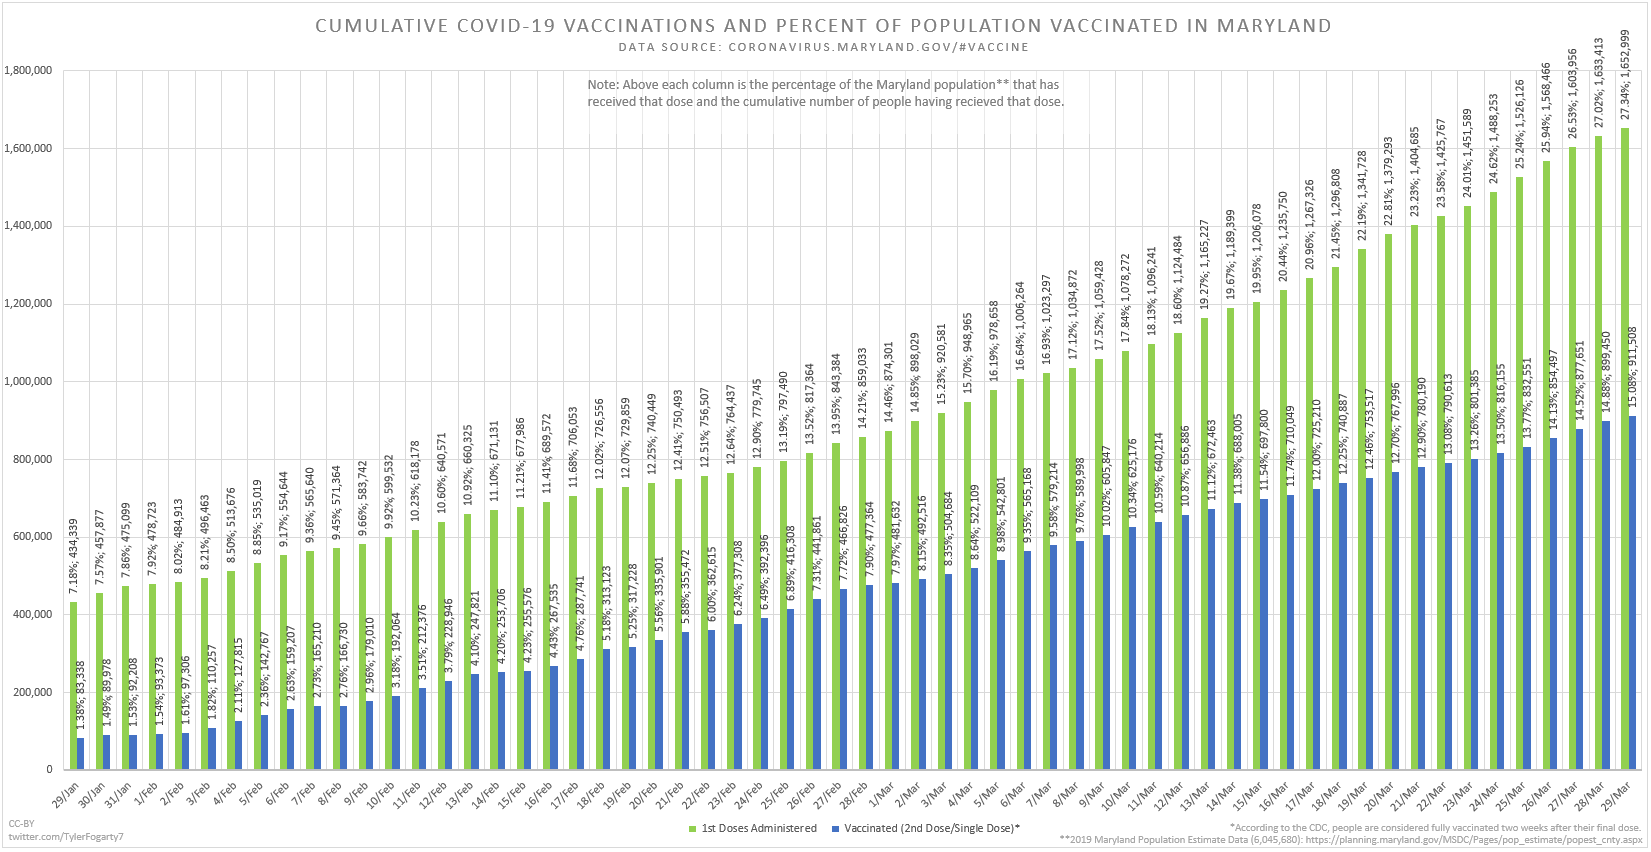 CUMULATIVE COVID-19 VACCINATIONS AND PERCENT OF POPULATION VACCINATED IN MARYLAND
DATA SOURCE: CORONAVIRUS.MARYLAND.GOV/#VACCINE
Note: Above each column is the percentage of the Maryland population** that has
received that dose and the cumulative number of people having recieved that dose.
1,800,000
1,600,000
1,400,000
1,200,000
1,000,000
800,000
600,000
400,000
200,000
0
7.18%; 434,339
1.38%; 83,338
7.57%; 457,877
1.49%; 89,978
7.86%; 475,099
1.53%; 92,208
7.92%; 478,723
1.54%; 93,373
8.02%; 484,913
1.61%; 97,306
8.21%; 496,463
1.82%; 110,257
8.50%; 513,676
2.11%; 127,815
8.85%; 535,019
2.36%; 142,767
9.17%; 554,644
2.63%; 159,207
9.36%; 565,640
2.73%; 165,210
9.45%; 571,364
2.76%; 166,730
9.66%; 583,742
2.96%; 179,010
9.92%; 599,532
3.18%; 192,064
10.23%; 618,178
3.51%; 212,376
10.60%; 640,571
3.79%; 228,946
10.92%; 660,325
4.10%; 247,821
11.10%; 671,131
4.20%; 253,706
11.21%; 677,986
4.23%; 255,576
11.41%; 689,572
4.43%; 267,535
11.68%; 706,053
4.76%; 287,741
12.02%; 726,556
5.18%; 313,123
12.07%; 729,859
5.25%; 317,228
12.25%; 740,449
5.56%; 335,901
12.41%; 750,493
5.88%; 355,472
12.51%; 756,507
6.00%; 362,615
12.64%; 764,437
6.24%; 377,308
12.90%; 779,745
6.49%; 392,396
13.19%; 797,490
6.89%; 416,308
13.52%; 817,364
7.31%; 441,861
13.95%; 843,384
7.72%; 466,826
14.21%; 859,033
7.90%; 477,364
14.46%; 874,301
7.97%; 481,632
14.85%; 898,029
8.15%; 492,516
15.23%; 920,581
8.35%; 504,684
15.70%; 948,965
8.64%; 522,109
16.19%; 978,658
8.98%; 542,801
16.64%; 1,006,264
9.35%; 565,168
16.93%; 1,023,297
9.58%; 579,214
17.12%; 1,034,872
9.76%; 589,998
17.52%; 1,059,428
10.02%; 605,847
17.84%; 1,078,272
10.34%; 625,176
18.13%; 1,096,241
10.59%; 640,214
18.60%; 1,124,484
10.87%; 656,886
19.27%; 1,165,227
11.12%; 672,463
19.67%; 1,189,399
11.38%; 688,005
19.95%; 1,206,078
11.54%; 697,800
20.44%; 1,235,750
11.74%; 710,049
20.96%; 1,267,326
12.00%; 725,210
21.45%; 1,296,808
12.25%; 740,887
22.19%; 1,341,728
12.46%; 753,517
22.81%; 1,379,293
12.70%; 767,996
23.23%; 1,404,685
12.90%; 780,190
23.58%; 1,425,767
13.08%; 790,613
24.01%; 1,451,589
13.26%; 801,385
24.62%; 1,488,253
13.50%; 816,155
25.24%; 1,526,126
13.77%; 832,551
25.94%; 1,568,466
14.13%; 854,497
26.53%; 1,603,956
14.52%; 877,651
27.02%; 1,633,413
14.88%; 899,450
27.34%; 1,652,999
15.08%; 911,508
29/Jan
30/Jan
31/Jan
1/Feb
2/Feb
3/Feb
4/Feb
5/Feb
6/Feb
7/Feb
8/Feb
9/Feb
10/Feb
11/Feb
12/Feb
13/Feb
14/Feb
15/Feb
16/Feb
17/Feb
18/Feb
19/Feb
20/Feb
21/Feb
22/Feb
23/Feb
24/Feb
25/Feb
26/Feb
27/Feb
28/Feb
1/Mar
2/Mar
3/Mar
4/Mar
5/Mar
6/Mar
7/Mar
8/Mar
9/Mar
10/Mar
11/Mar
12/Mar
13/Mar
14/Mar
15/Mar
16/Mar
17/Mar
18/Mar
19/Mar
20/Mar
21/Mar
22/Mar
23/Mar
24/Mar
25/Mar
26/Mar
27/Mar
28/Mar
29/Mar
1st Doses Administered
Vaccinated (2nd Dose/Single Dose)*
CC-BY
twitter.com/TylerFogarty7
*According to the CDC, people are considered fully vaccinated two weeks after their final dose.
**2019 Maryland Population Estimate Data (6,045,680): https://planning.maryland.gov/MSDC/Pages/pop_estimate/popest_cnty.aspx